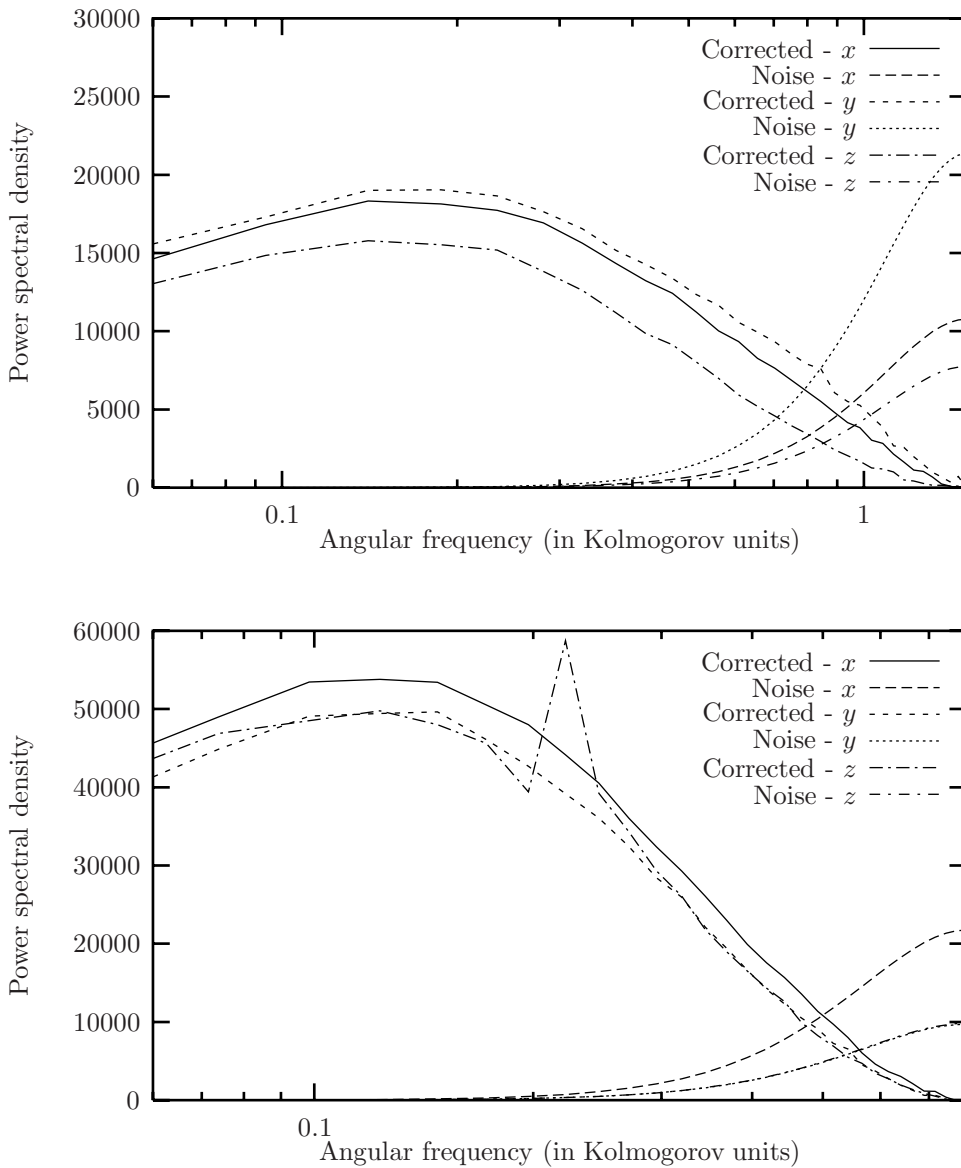 30000
25000
20000
15000
10000
5000
0
Power spectral density
Corrected - x
Noise - x
Corrected - y
Noise - y
Corrected - z
Noise - z
0.1
1
Angular frequency (in Kolmogorov units)
60000
50000
40000
30000
20000
10000
0
Power spectral density
Corrected - x
Noise - x
Corrected - y
Noise - y
Corrected - z
Noise - z
0.1
Angular frequency (in Kolmogorov units)